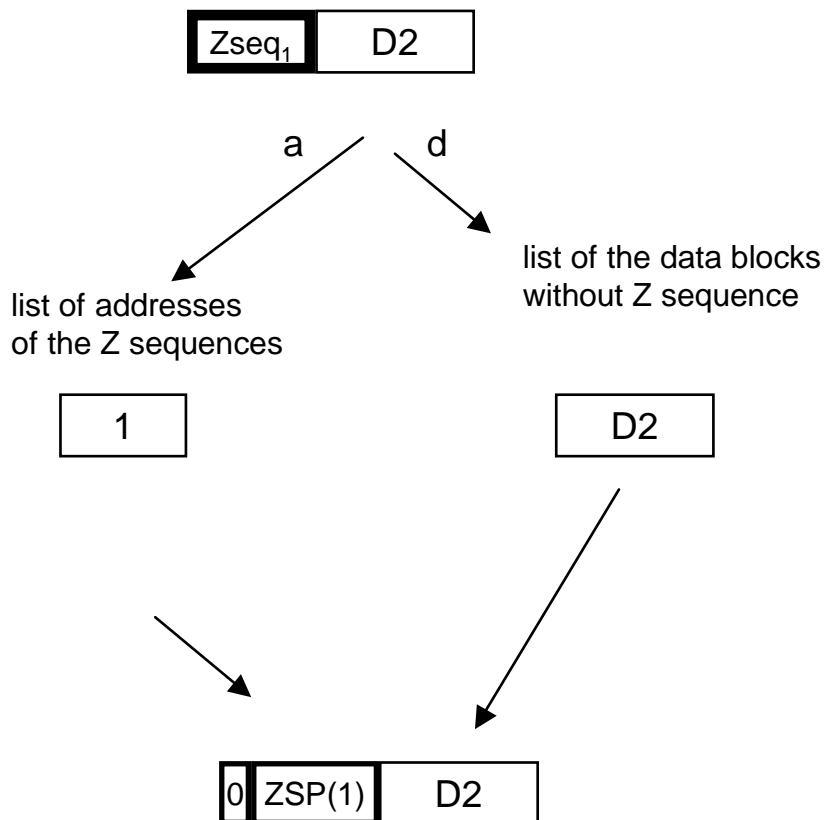 Zseq₁ D2
a d
list of the data blocks
without Z sequence
list of addresses
of the Z sequences
1 D2
0 ZSP(1) D2